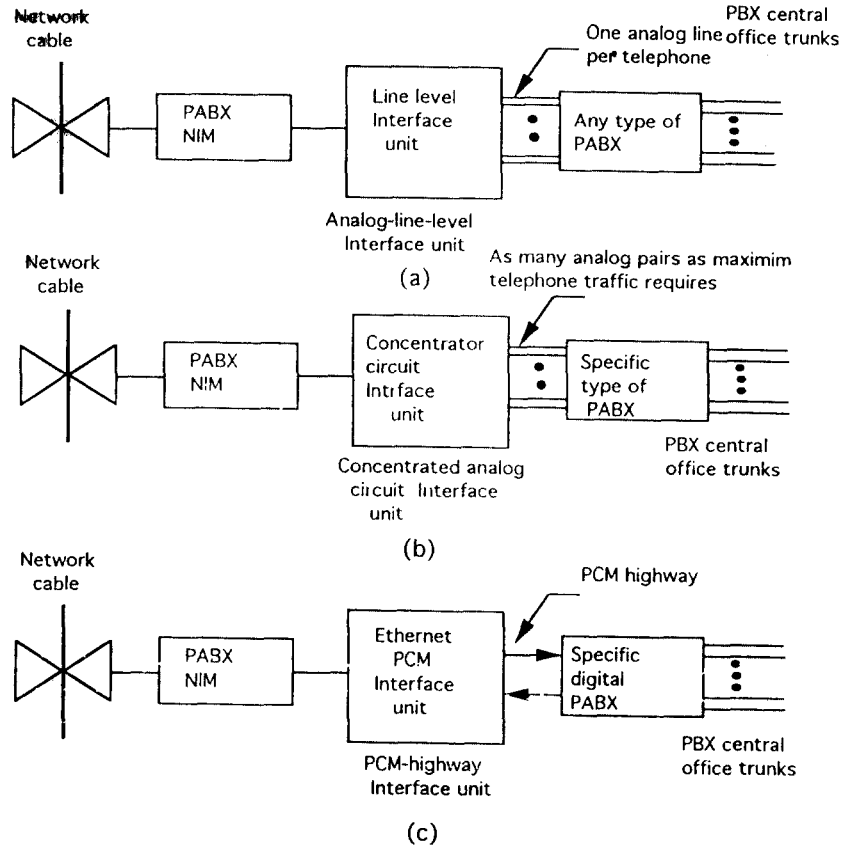 Network
cable
PABX
NIM
Line level
Interface
unit
Analog-line-level
Interface unit
One analog line
per telephone
Any type of
PABX
PBX central
office trunks
(a)
Network
cable
PABX
NIM
Concentrator
circuit
Intrface
unit
Concentrated analog
circuit Interface
unit
As many analog pairs as maximim
telephone traffic requires
Specific
type of
PABX
PBX central
office trunks
(b)
Network
cable
PABX
NIM
Ethernet
PCM
Interface
unit
PCM-highway
Interface unit
PCM highway
Specific
digital
PABX
PBX central
office trunks
(c)